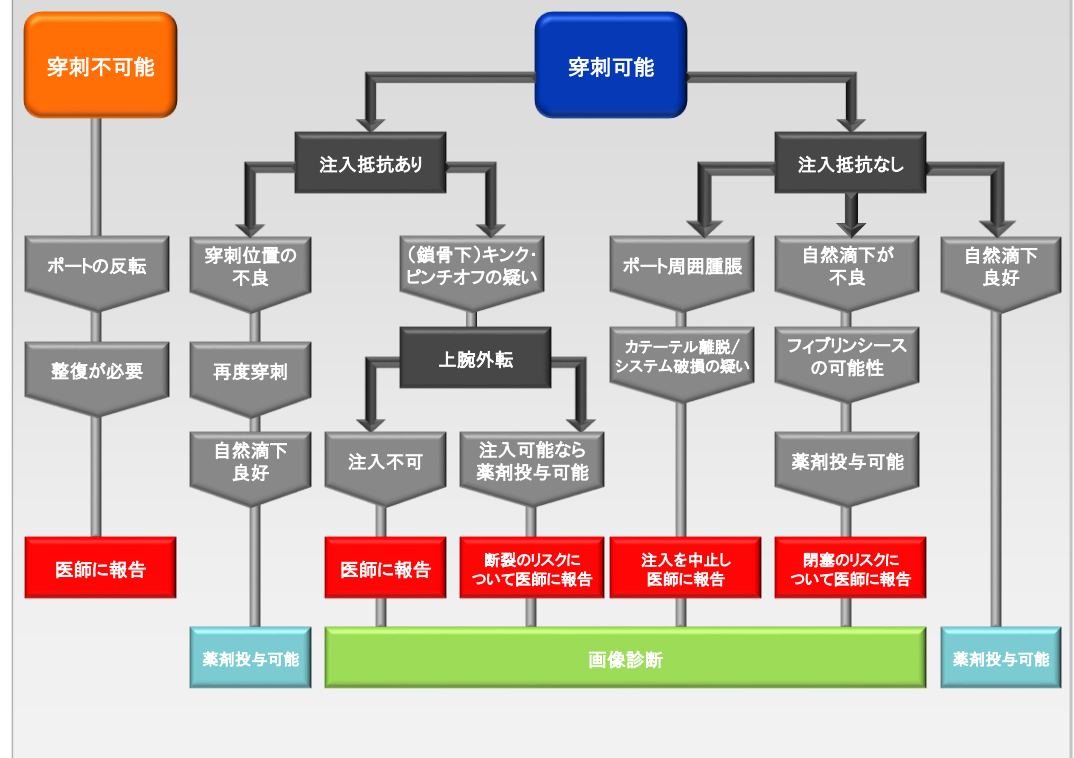 穿刺不可能
穿刺可能
注入抵抗あり
注入抵抗なし
ポートの反転
穿刺位置の
不良
(鎖骨下)キンク・
ピンチオフの疑い
ポート周囲腫脹
自然滴下が
不良
自然滴下
良好
整復が必要
再度穿刺
上腕外転
カテーテル離脱/
システム破損の疑い
フィブリンシース
の可能性
自然滴下
良好
注入不可
注入可能なら
薬剤投与可能
薬剤投与可能
医師に報告
医師に報告
断裂のリスクに
ついて医師に報告
注入を中止し
医師に報告
閉塞のリスクに
ついて医師に報告
薬剤投与可能
画像診断
薬剤投与可能